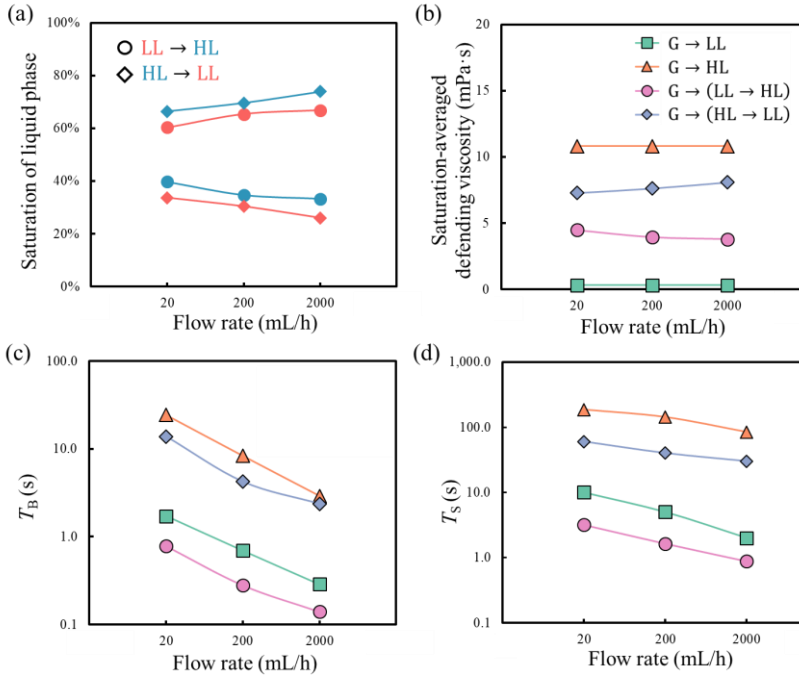 (a)
100%
80%
60%
40%
20%
0%
Saturation of liquid phase
LL → HL
HL → LL
20
200
2000
Flow rate (mL/h)
(b)
20
15
10
5
0
Saturation-averaged
defending viscosity (mPa·s)
G → LL
G → HL
G → (LL → HL)
G → (HL → LL)
20
200
2000
Flow rate (mL/h)
(c)
100.0
10.0
1.0
0.1
T_B (s)
20
200
2000
Flow rate (mL/h)
(d)
1,000.0
100.0
10.0
1.0
0.1
T_S (s)
20
200
2000
Flow rate (mL/h)